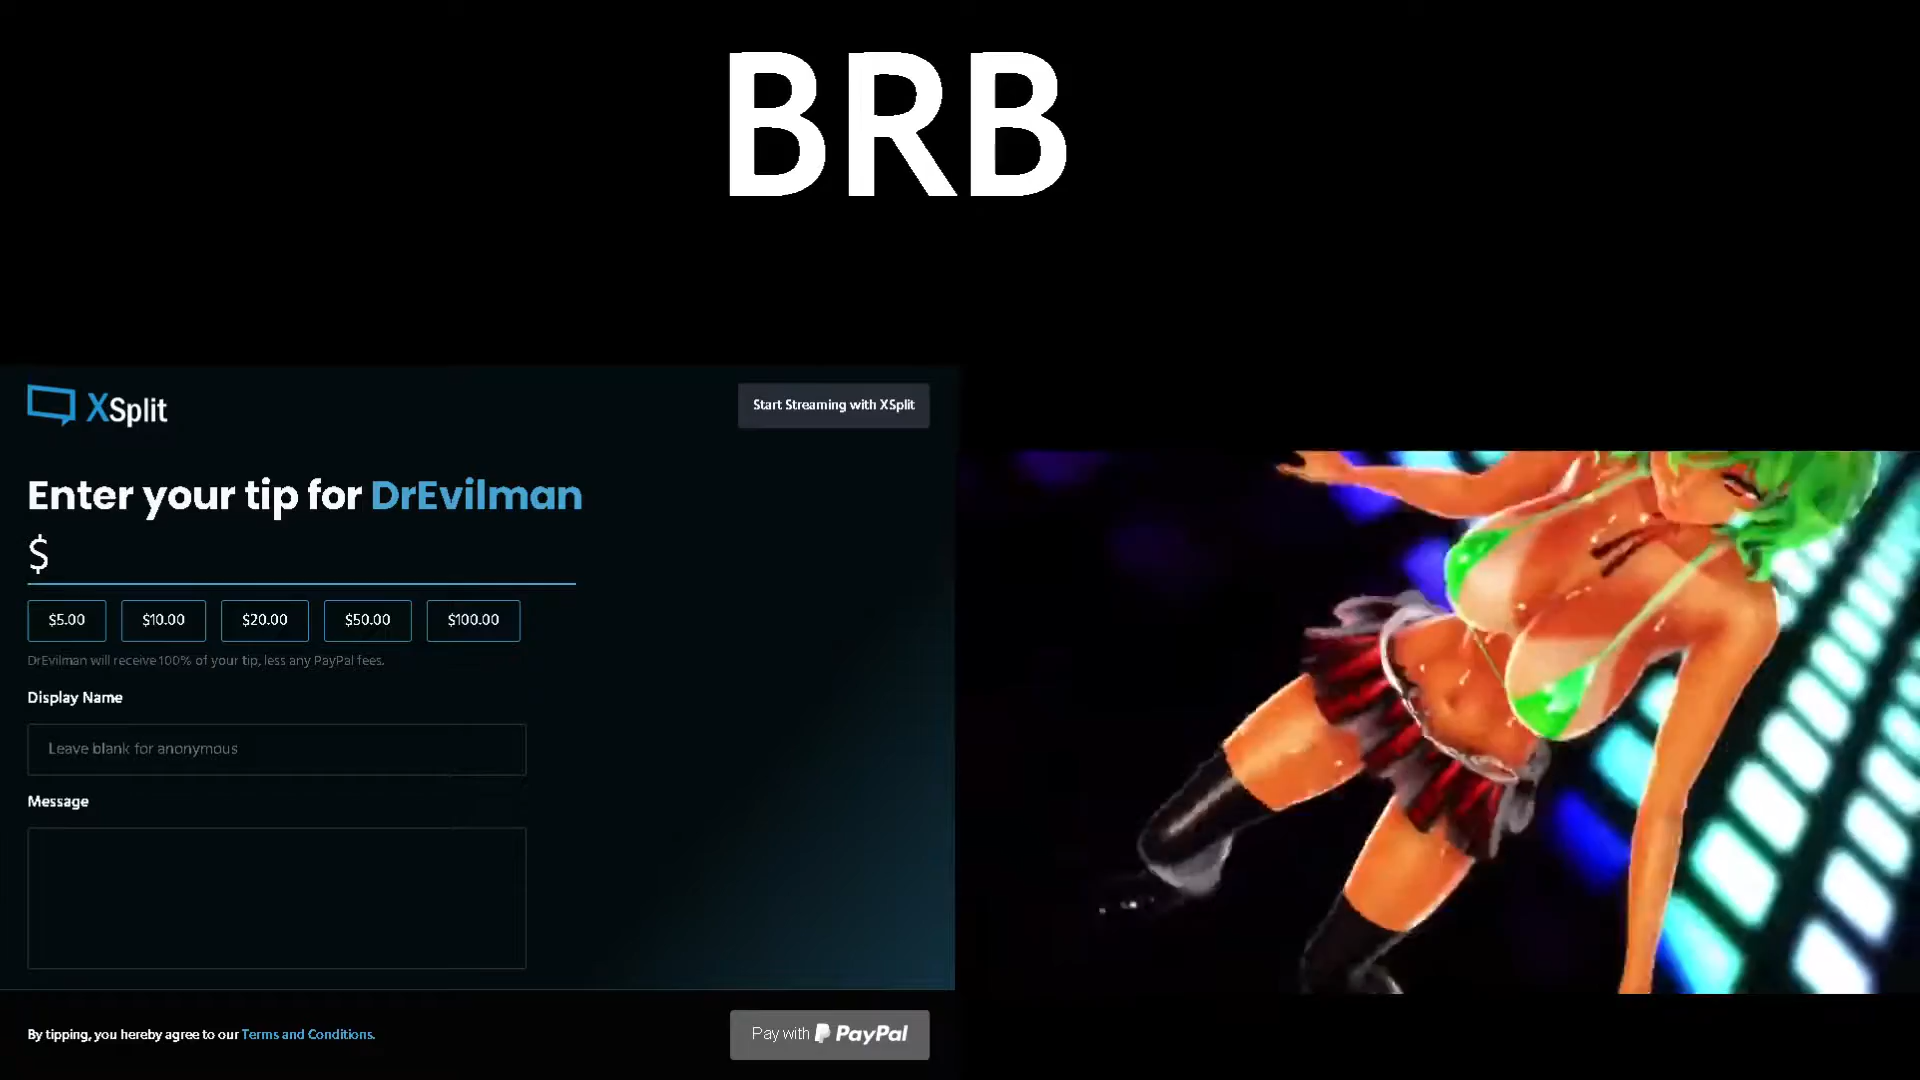 BRB
XSplit
Start Streaming with XSplit
Enter your tip for DrEvilman
$
$5.00
$10.00
$20.00
$50.00
$100.00
DrEvilman will receive 100% of your tip, less any PayPal fees.
Display Name
Leave blank for anonymous
Message
By tipping, you hereby agree to our Terms and Conditions.
Pay with PayPal